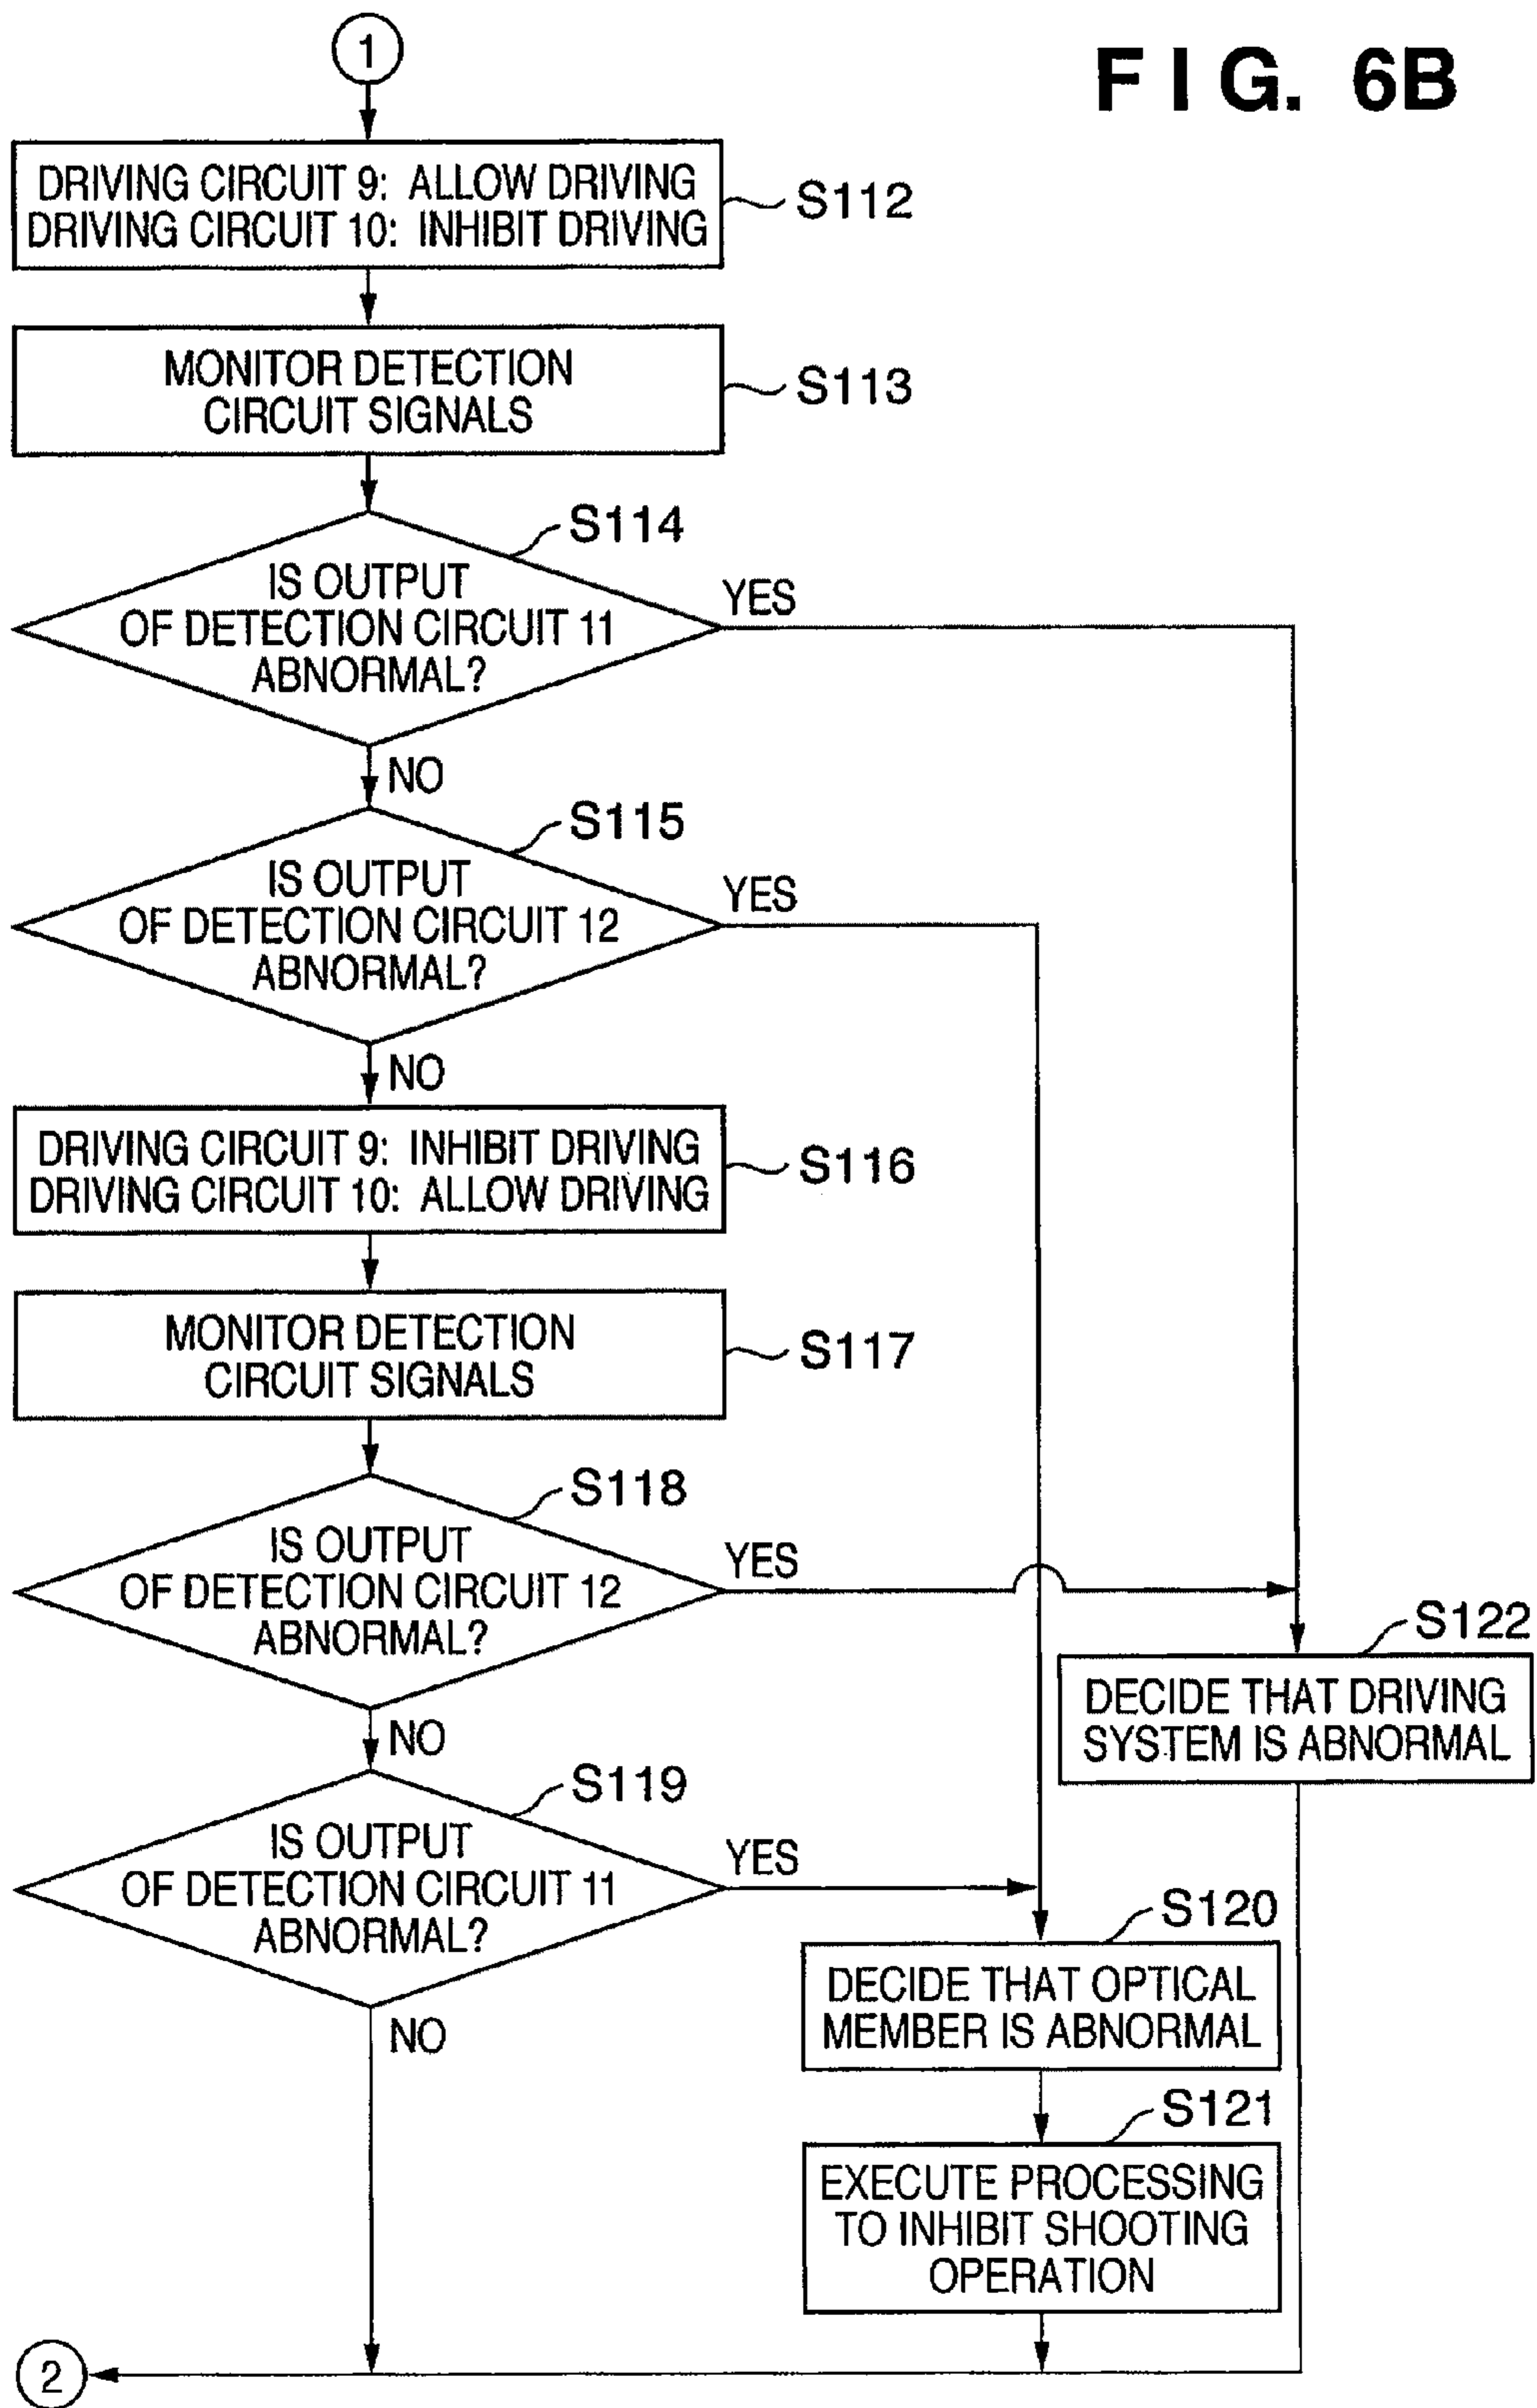 1
FIG. 6B
DRIVING CIRCUIT 9: ALLOW DRIVING
DRIVING CIRCUIT 10: INHIBIT DRIVING
S112
MONITOR DETECTION
CIRCUIT SIGNALS
S113
S114
IS OUTPUT
OF DETECTION CIRCUIT 11
ABNORMAL?
YES
NO
S115
IS OUTPUT
OF DETECTION CIRCUIT 12
ABNORMAL?
YES
NO
DRIVING CIRCUIT 9: INHIBIT DRIVING
DRIVING CIRCUIT 10: ALLOW DRIVING
S116
MONITOR DETECTION
CIRCUIT SIGNALS
S117
S118
IS OUTPUT
OF DETECTION CIRCUIT 12
ABNORMAL?
YES
NO
S122
DECIDE THAT DRIVING
SYSTEM IS ABNORMAL
S119
IS OUTPUT
OF DETECTION CIRCUIT 11
ABNORMAL?
YES
NO
S120
DECIDE THAT OPTICAL
MEMBER IS ABNORMAL
S121
EXECUTE PROCESSING
TO INHIBIT SHOOTING
OPERATION
2